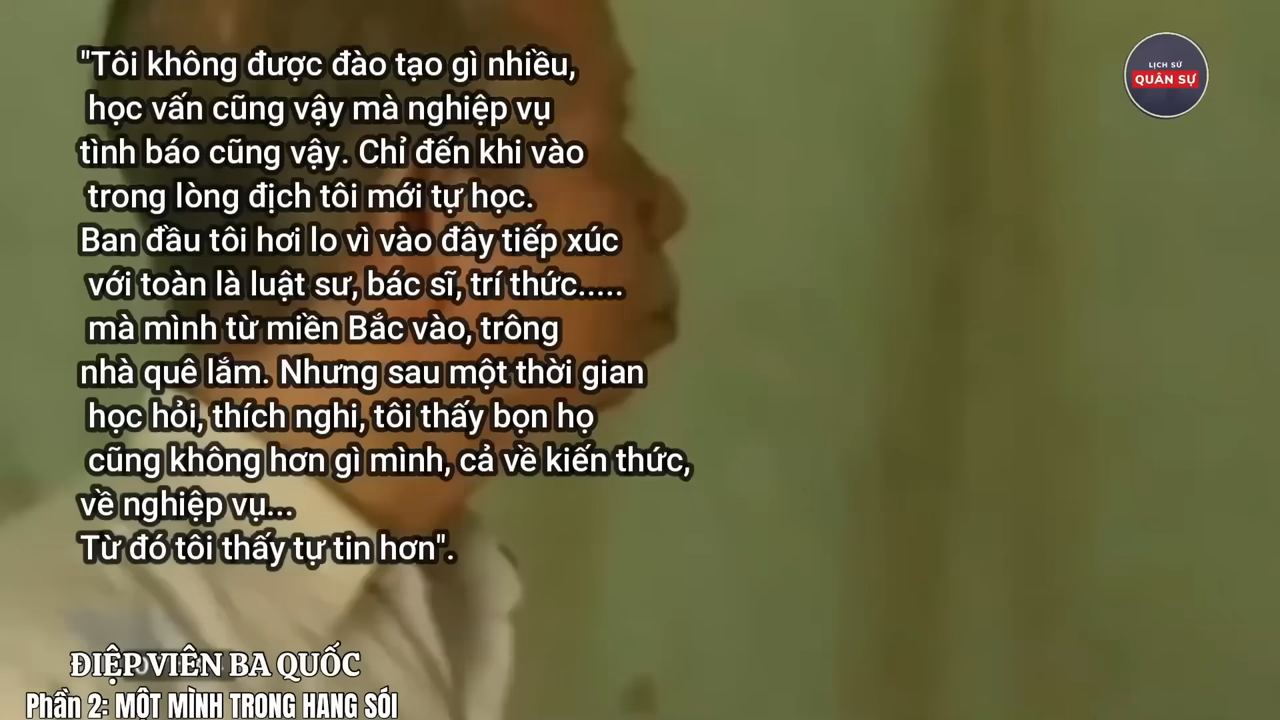 "Tôi không được đào tạo gì nhiều,
học vấn cũng vậy mà nghiệp vụ
tình báo cũng vậy. Chỉ đến khi vào
trong lòng địch tôi mới tự học.
Ban đầu tôi hơi lo vì vào đây tiếp xúc
với toàn là luật sư, bác sĩ, trí thức.....
mà mình từ miền Bắc vào, trông
nhà quê lắm. Nhưng sau một thời gian
học hỏi, thích nghi, tôi thấy bọn họ
cũng không hơn gì mình, cả về kiến thức,
về nghiệp vụ...
Từ đó tôi thấy tự tin hơn".
LỊCH SỬ
QUÂN SỰ
ĐIỆP VIÊN BA QUỐC
Phần 2: MỘT MÌNH TRONG HANG SÓI